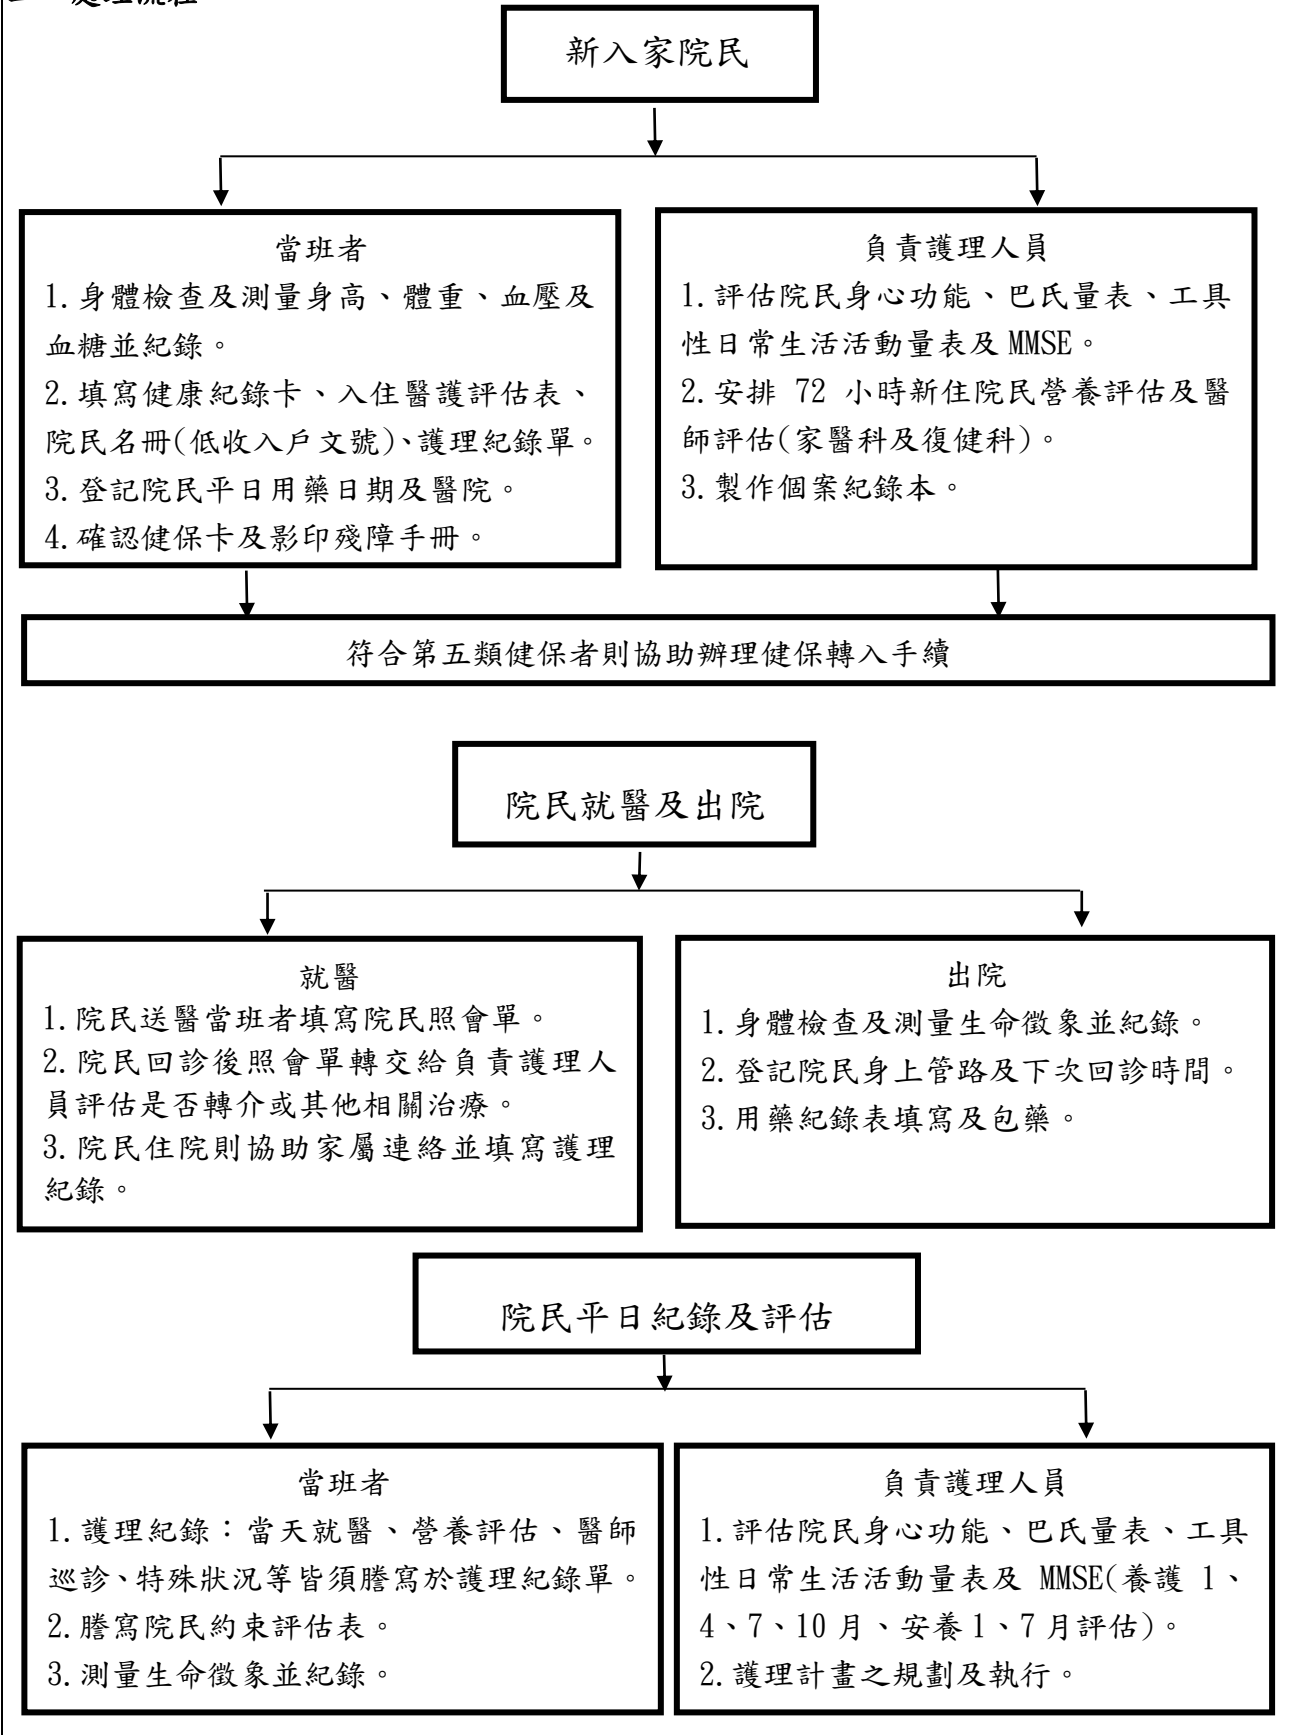 處理流程
新入家院民
當班者
1.身體檢查及測量身高、體重、血壓及
血糖並紀錄。
2.填寫健康紀錄卡、入住醫護評估表、
院民名冊(低收入戶文號)、護理紀錄單。
3.登記院民平日用藥日期及醫院。
4.確認健保卡及影印殘障手冊。
負責護理人員
1.評估院民身心功能、巴氏量表、工具
性日常生活活動量表及 MMSE。
2.安排 72 小時新住院民營養評估及醫
師評估(家醫科及復健科)。
3.製作個案紀錄本。
符合第五類健保者則協助辦理健保轉入手續
院民就醫及出院
就醫
1.院民送醫當班者填寫院民照會單。
2.院民回診後照會單轉交給負責護理人
員評估是否轉介或其他相關治療。
3.院民住院則協助家屬連絡並填寫護理
紀錄。
出院
1.身體檢查及測量生命徵象並紀錄。
2.登記院民身上管路及下次回診時間。
3.用藥紀錄表填寫及包藥。
院民平日紀錄及評估
當班者
1.護理紀錄：當天就醫、營養評估、醫師
巡診、特殊狀況等皆須謄寫於護理紀錄單。
2.謄寫院民約束評估表。
3.測量生命徵象並紀錄。
負責護理人員
1.評估院民身心功能、巴氏量表、工具
性日常生活活動量表及 MMSE(養護 1、
4、7、10 月、安養 1、7 月評估)。
2.護理計畫之規劃及執行。